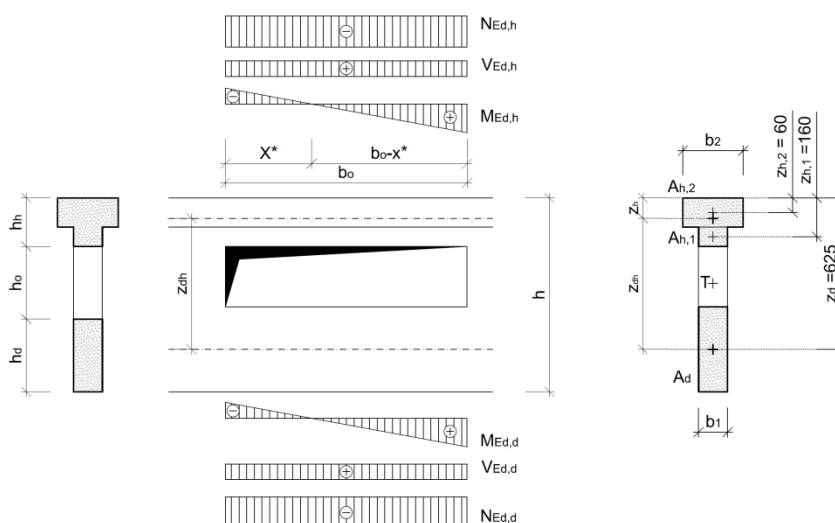 NEd,h
VEd,h
MEd,h
X*
bo-x*
bo
hh
ho
hd
zdh
h
MEd,d
VEd,d
NEd,d
b2
zh,2 = 60
zh,1 =160
Ah,2
zh
Ah,1
zdh
T
zd =625
Ad
b1